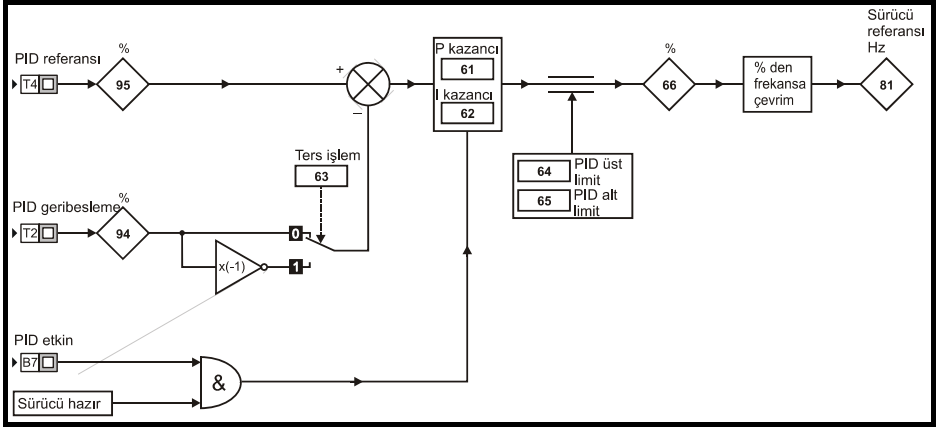 PID referansı
T4
%
95
+
–
P kazancı
61
I kazancı
62
%
66
% den
frekansa
çevrim
Sürücü
referansı
Hz
81
64
PID üst
limit
65
PID alt
limit
Ters işlem
63
PID geribesleme
T2
%
94
0
x(-1)
1
PID etkin
B7
&
Sürücü hazır